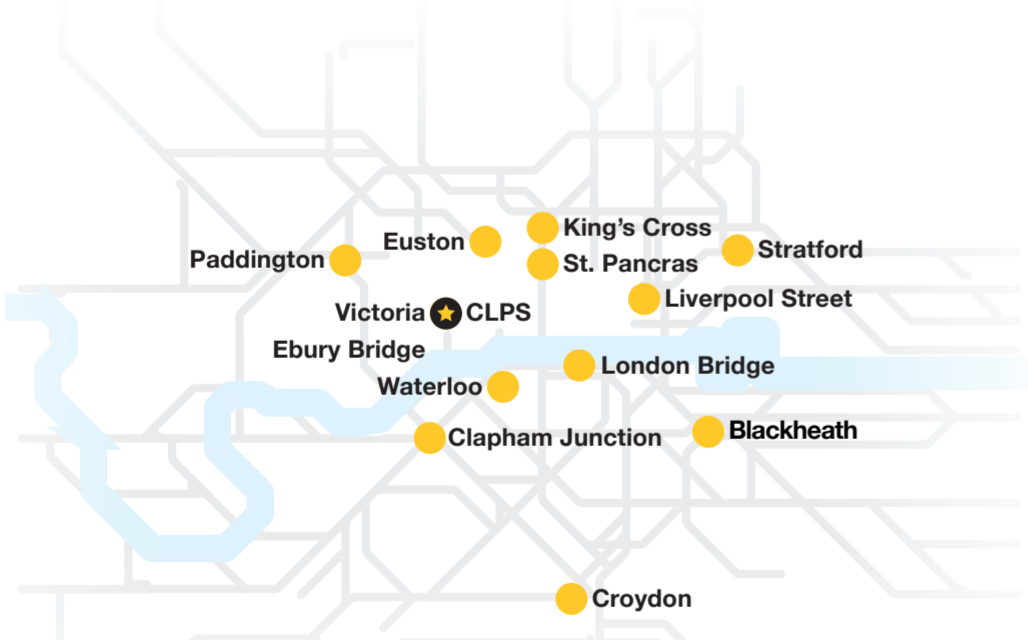 King’s Cross
Euston
Stratford
Paddington
St. Pancras
Liverpool Street
Victoria CLPS
Ebury Bridge
London Bridge
Waterloo
Clapham Junction
Blackheath
Croydon